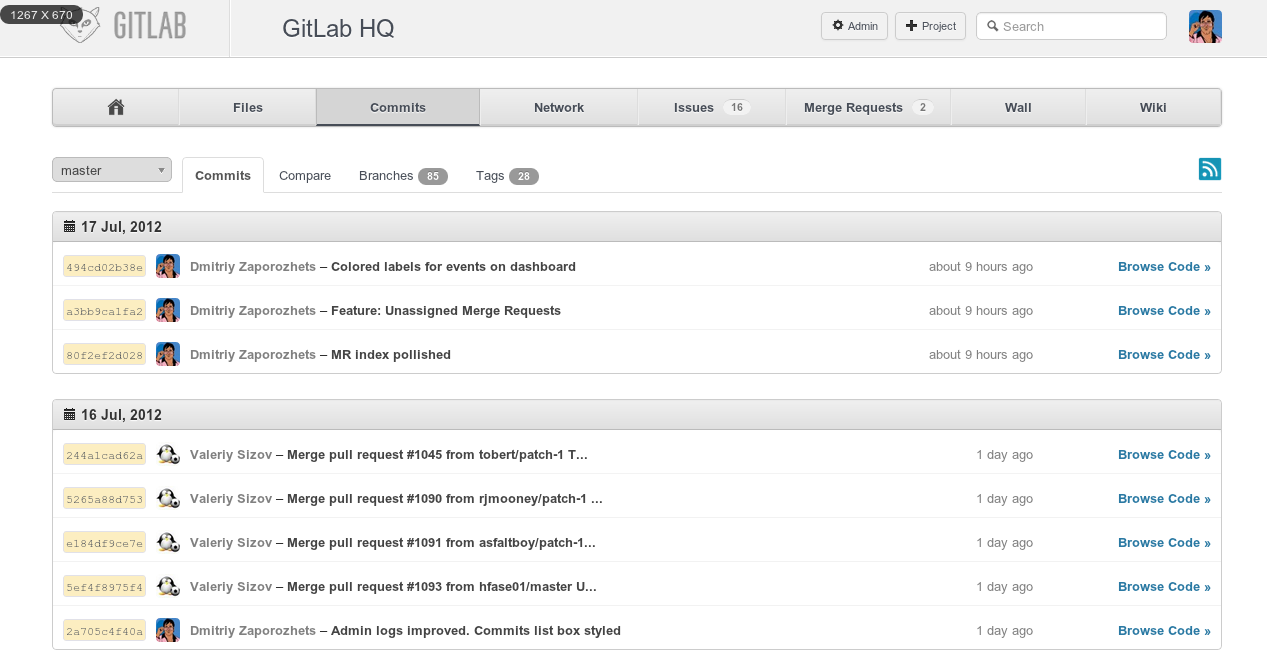 1267 X 670
GITLAB
GitLab HQ
Admin
Project
Search
Files
Commits
Network
Issues 16
Merge Requests 2
Wall
Wiki
master
Commits
Compare
Branches 85
Tags 28
17 Jul, 2012
494cd02b38e Dmitriy Zaporozhets – Colored labels for events on dashboard about 9 hours ago Browse Code »
a3bb9ca1fa2 Dmitriy Zaporozhets – Feature: Unassigned Merge Requests about 9 hours ago Browse Code »
80f2ef2d028 Dmitriy Zaporozhets – MR index pollished about 9 hours ago Browse Code »
16 Jul, 2012
244a1cad62a Valeriy Sizov – Merge pull request #1045 from tobert/patch-1 T... 1 day ago Browse Code »
5265a88d753 Valeriy Sizov – Merge pull request #1090 from rjmooney/patch-1 ... 1 day ago Browse Code »
e184df9ce7e Valeriy Sizov – Merge pull request #1091 from asfaltboy/patch-1... 1 day ago Browse Code »
5ef4f8975f4 Valeriy Sizov – Merge pull request #1093 from hfase01/master U... 1 day ago Browse Code »
2a705c4f40a Dmitriy Zaporozhets – Admin logs improved. Commits list box styled 1 day ago Browse Code »